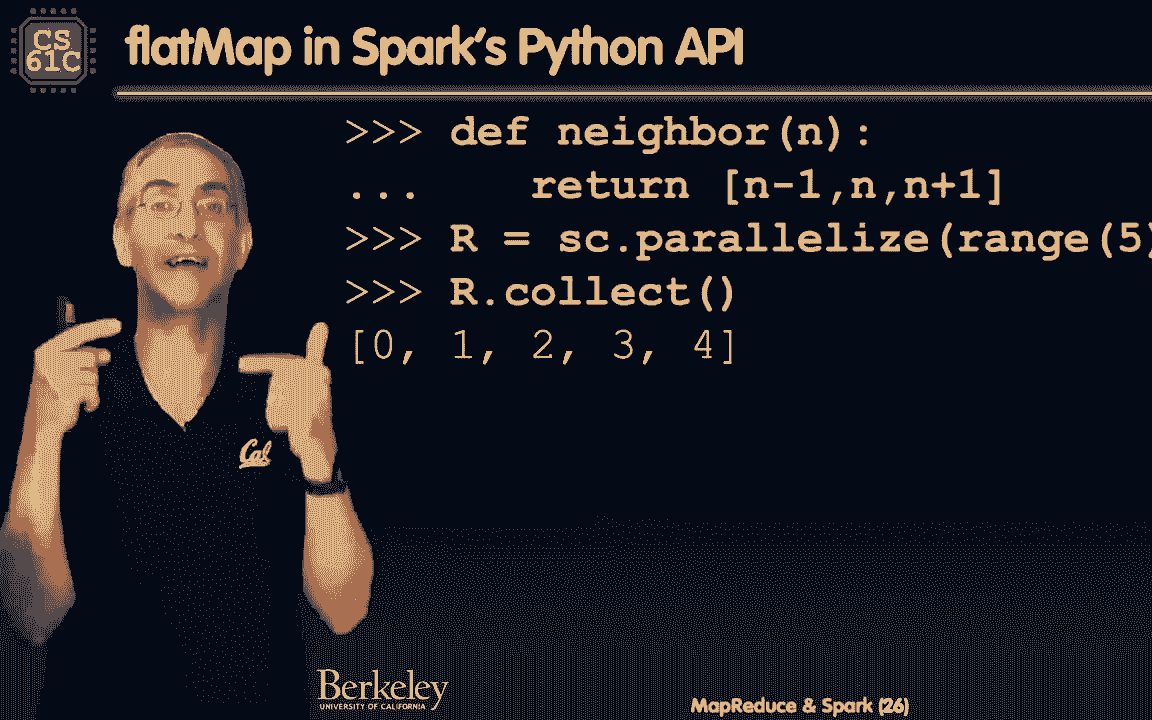 CS
61C
flatMap in Spark's Python API
>>> def neighbor(n):
... return [n-1,n,n+1]
>>> R = sc.parallelize(range(5)
>>> R.collect()
[0, 1, 2, 3, 4]
Cal
Berkeley
UNIVERSITY OF CALIFORNIA
MapReduce & Spark (26)